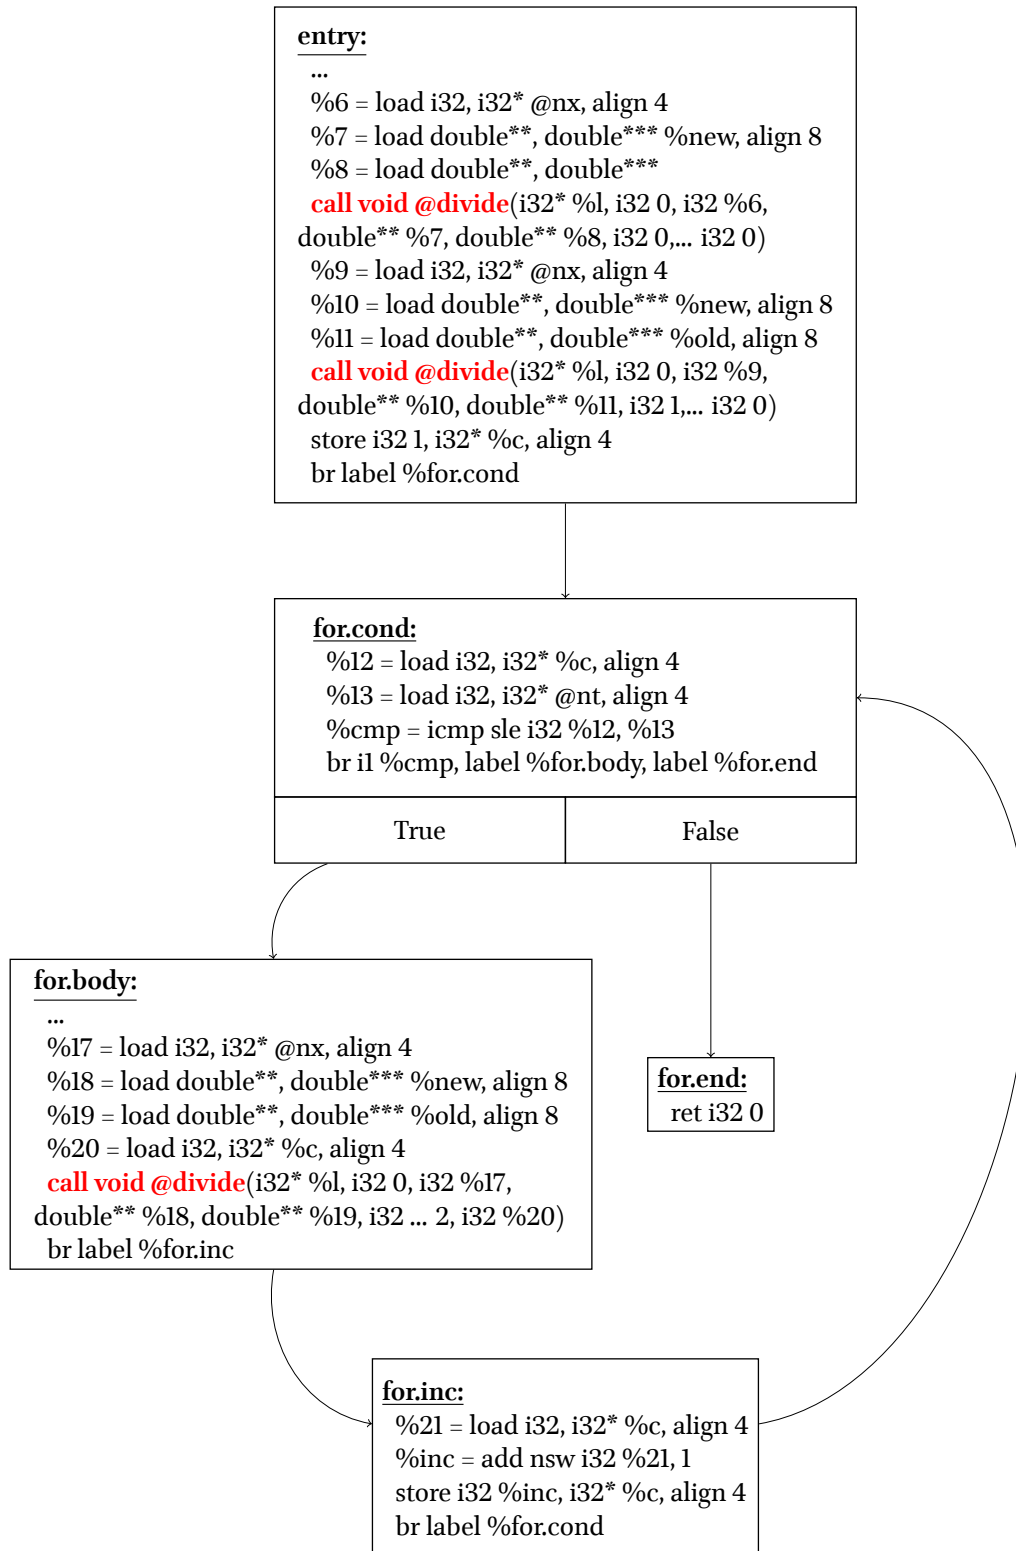 entry:
...
%6 = load i32, i32* @nx, align 4
%7 = load double**, double*** %new, align 8
%8 = load double**, double***
call void @divide(i32* %l, i32 0, i32 %6,
double** %7, double** %8, i32 0,... i32 0)
%9 = load i32, i32* @nx, align 4
%10 = load double**, double*** %new, align 8
%11 = load double**, double*** %old, align 8
call void @divide(i32* %l, i32 0, i32 %9,
double** %10, double** %11, i32 1,... i32 0)
store i32 1, i32* %c, align 4
br label %for.cond
for.cond:
%12 = load i32, i32* %c, align 4
%13 = load i32, i32* @nt, align 4
%cmp = icmp sle i32 %12, %13
br i1 %cmp, label %for.body, label %for.end
True
False
for.body:
...
%17 = load i32, i32* @nx, align 4
%18 = load double**, double*** %new, align 8
%19 = load double**, double*** %old, align 8
%20 = load i32, i32* %c, align 4
call void @divide(i32* %l, i32 0, i32 %17,
double** %18, double** %19, i32 ... 2, i32 %20)
br label %for.inc
for.end:
ret i32 0
for.inc:
%21 = load i32, i32* %c, align 4
%inc = add nsw i32 %21, 1
store i32 %inc, i32* %c, align 4
br label %for.cond